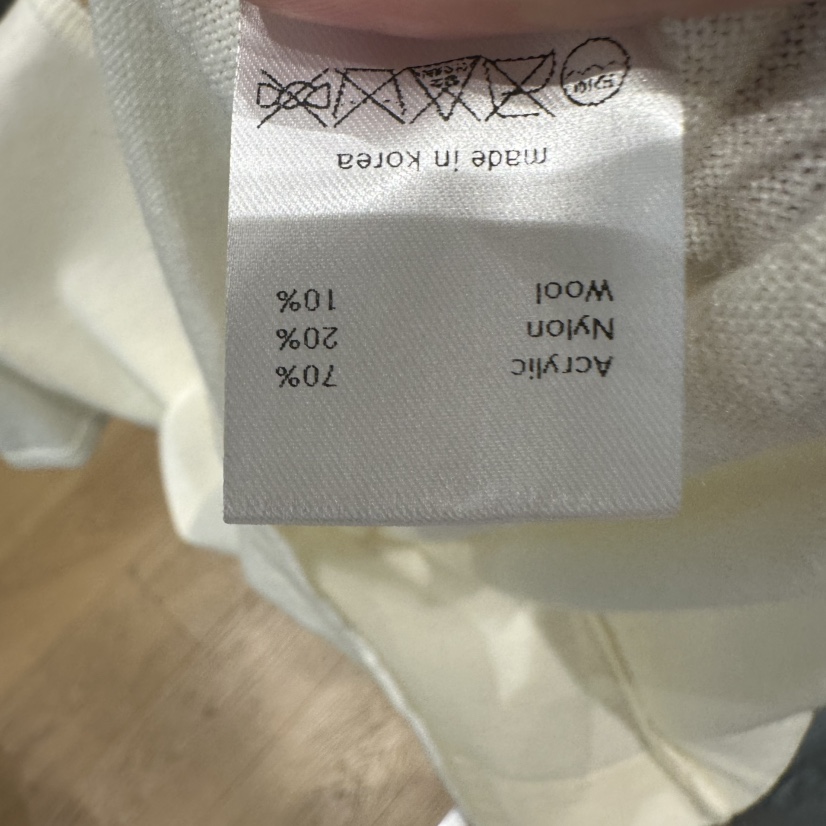 Acrylic 70%
Nylon 20%
Wool 10%
made in korea